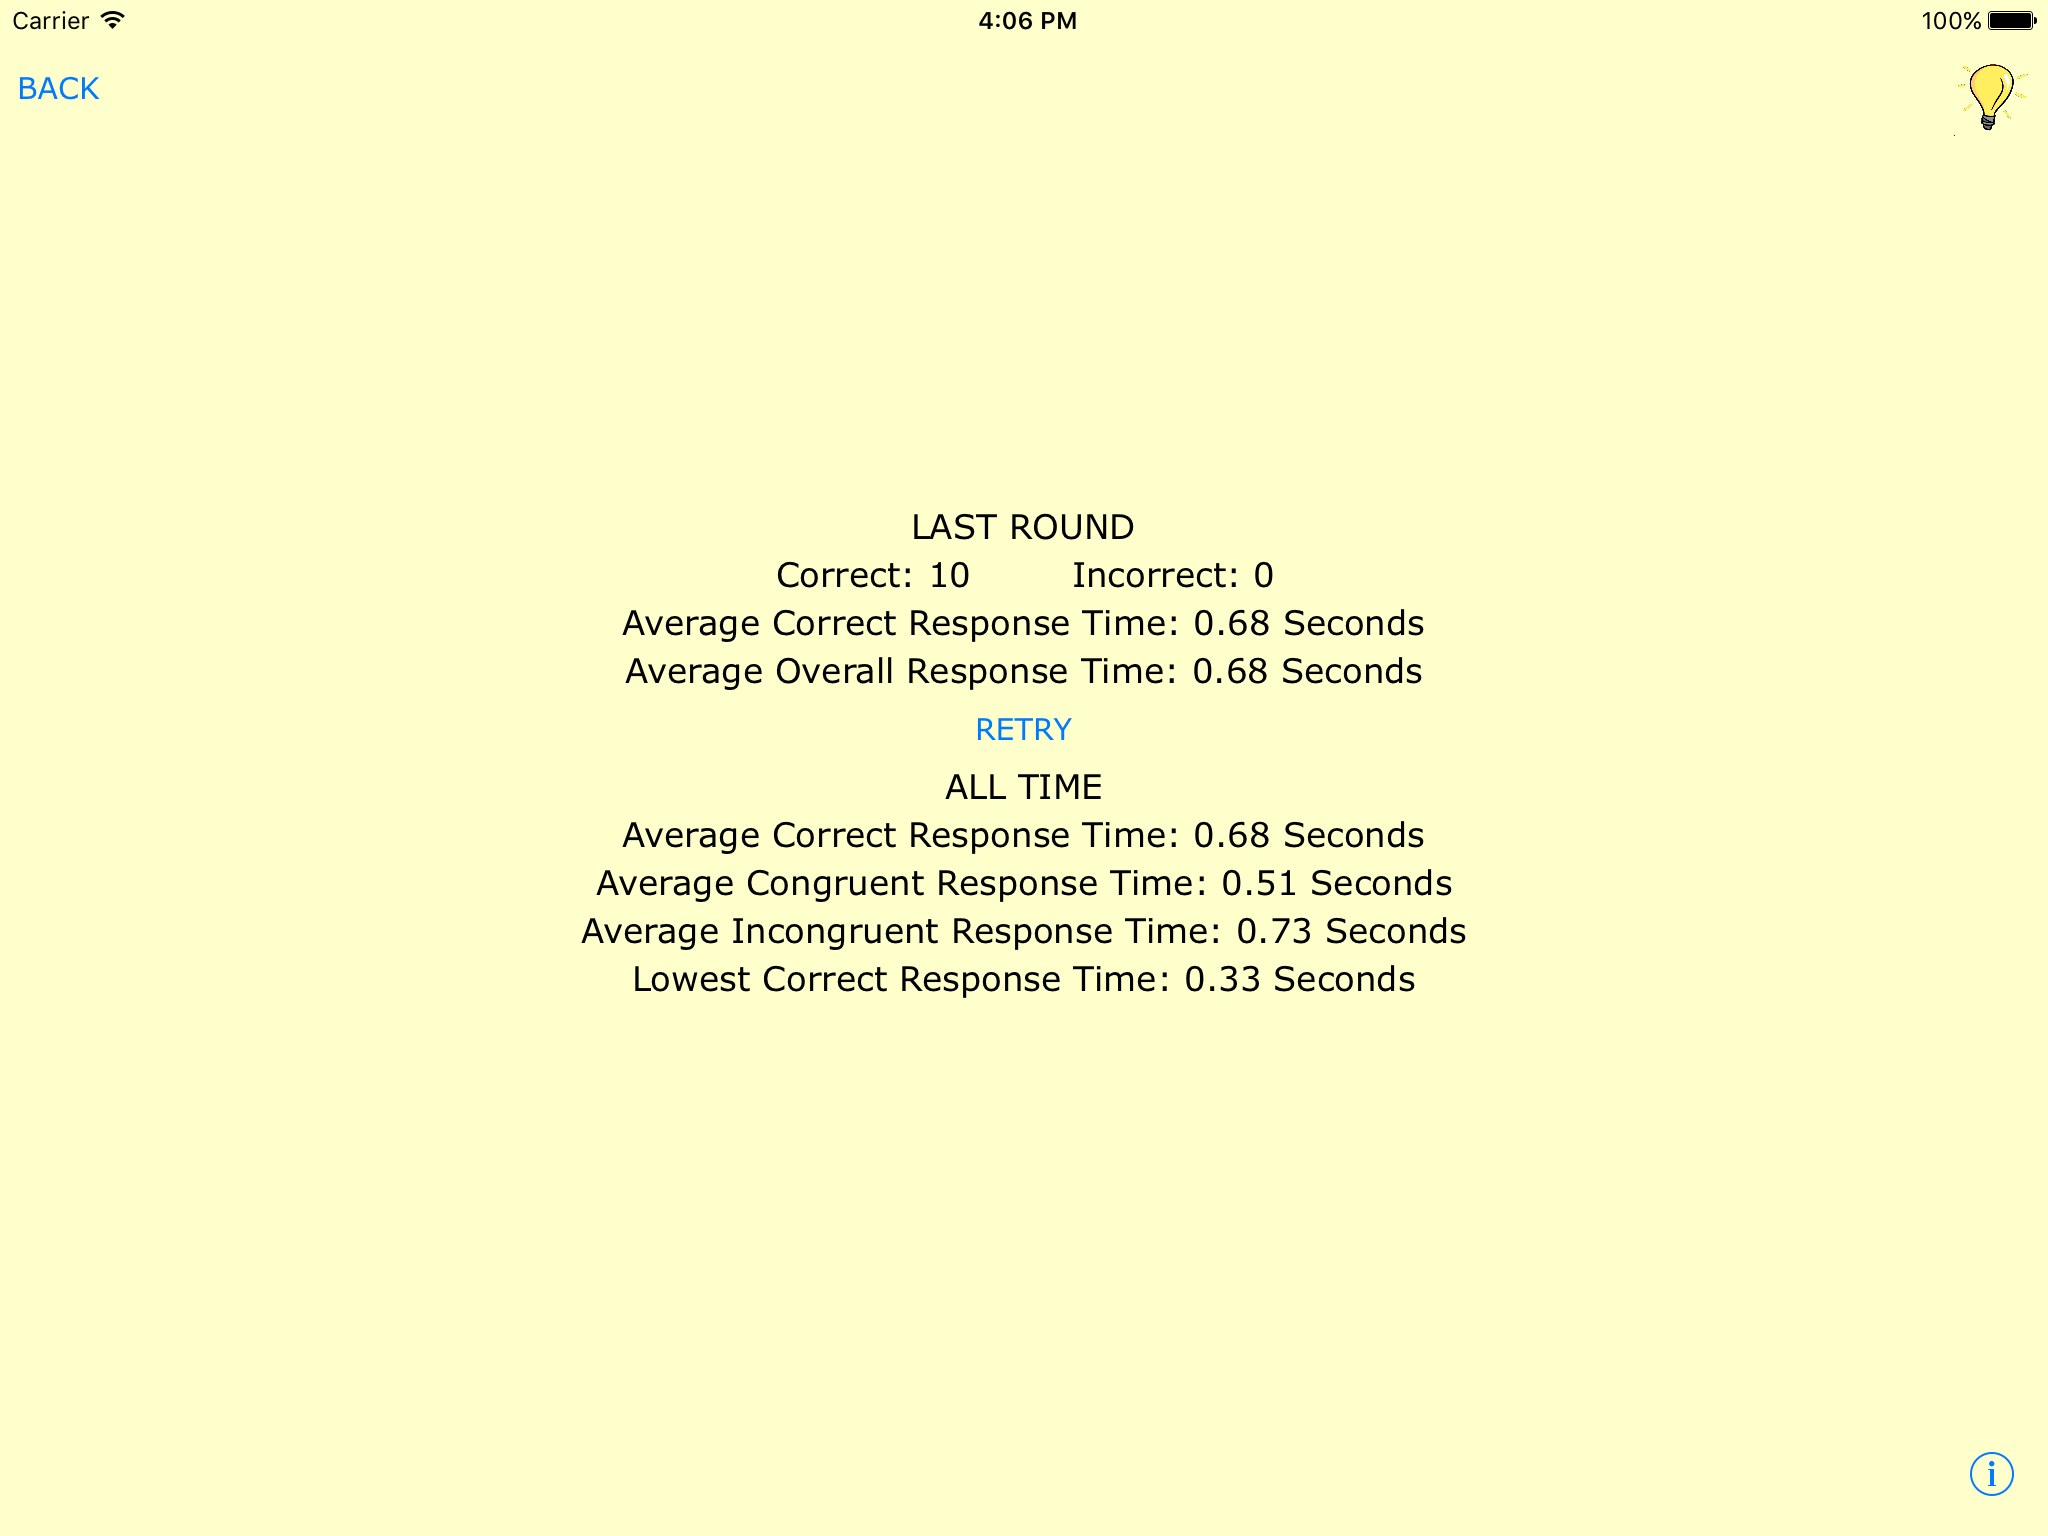 Carrier 4:06 PM 100%
BACK
LAST ROUND
Correct: 10 Incorrect: 0
Average Correct Response Time: 0.68 Seconds
Average Overall Response Time: 0.68 Seconds
RETRY
ALL TIME
Average Correct Response Time: 0.68 Seconds
Average Congruent Response Time: 0.51 Seconds
Average Incongruent Response Time: 0.73 Seconds
Lowest Correct Response Time: 0.33 Seconds
i